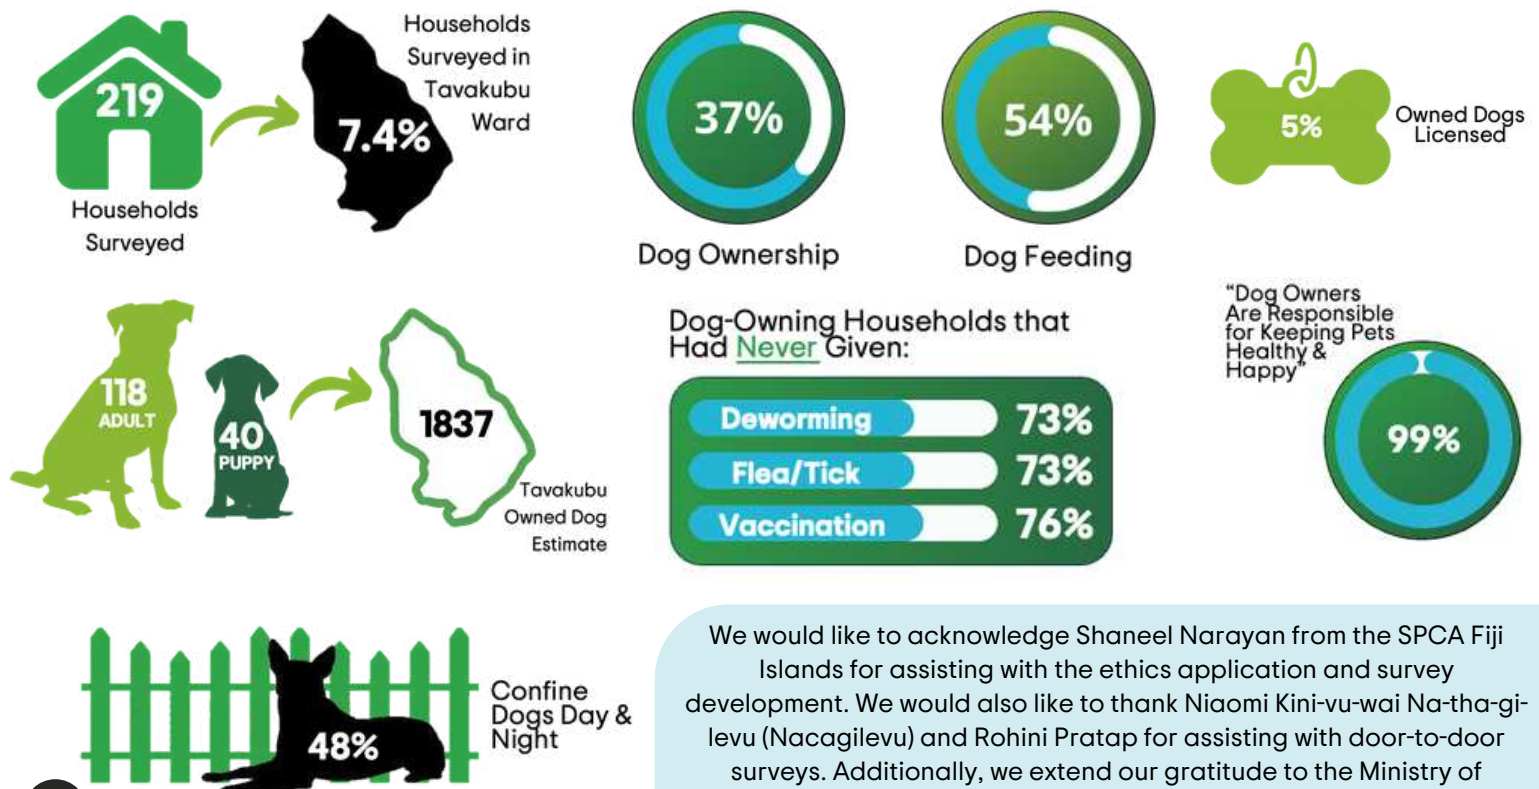 219
Households
Surveyed
7.4%
Households
Surveyed in
Tavakubu
Ward
37%
Dog Ownership
54%
Dog Feeding
5%
Owned Dogs
Licensed
118
ADULT
40
PUPPY
1837
Tavakubu
Owned Dog
Estimate
Dog-Owning Households that
Had Never Given:
Deworming 73%
Flea/Tick 73%
Vaccination 76%
"Dog Owners
Are Responsible
for Keeping Pets
Healthy &
Happy"
99%
48%
Confine
Dogs Day &
Night
We would like to acknowledge Shaneel Narayan from the SPCA Fiji
Islands for assisting with the ethics application and survey
development. We would also like to thank Niaomi Kini-vu-wai Na-tha-gi-
levu (Nacagilevu) and Rohini Pratap for assisting with door-to-door
surveys. Additionally, we extend our gratitude to the Ministry of